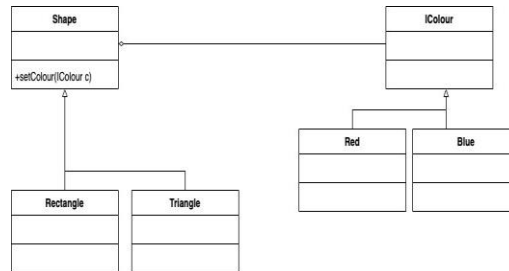 Shape
IColour
+setColour(IColour c)
Red
Blue
Rectangle
Triangle